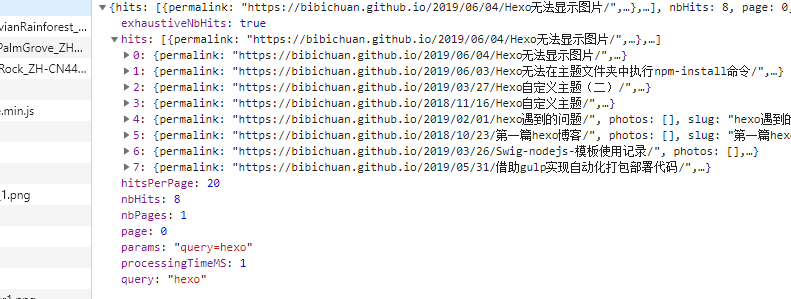 {hits: [{permalink: "https://bibichuan.github.io/2019/06/04/Hexo无法显示图片/",…},…], nbHits: 8, page: 0,
vianRainforest_
exhaustiveNbHits: true
PalmGrove_ZH
hits: [{permalink: "https://bibichuan.github.io/2019/06/04/Hexo无法显示图片/",…},…]
0: {permalink: "https://bibichuan.github.io/2019/06/04/Hexo无法显示图片/",…}
Rock_ZH-CN44
1: {permalink: "https://bibichuan.github.io/2019/06/03/Hexo无法在主题文件夹中执行npm-install命令/",…}
2: {permalink: "https://bibichuan.github.io/2019/03/27/Hexo自定义主题（二）/",…}
.min.js
3: {permalink: "https://bibichuan.github.io/2018/11/16/Hexo自定义主题/",…}
4: {permalink: "https://bibichuan.github.io/2019/02/01/hexo遇到的问题/", photos: [], slug: "hexo遇到的
5: {permalink: "https://bibichuan.github.io/2018/10/23/第一篇hexo博客/", photos: [], slug: "第一篇hexo
6: {permalink: "https://bibichuan.github.io/2019/03/26/Swig-nodejs-模板使用记录/", photos: [],…}
7: {permalink: "https://bibichuan.github.io/2019/05/31/借助gulp实现自动化打包部署代码/",…}
hitsPerPage: 20
_1.png
nbHits: 8
nbPages: 1
page: 0
params: "query=hexo"
processingTimeMS: 1
query: "hexo"